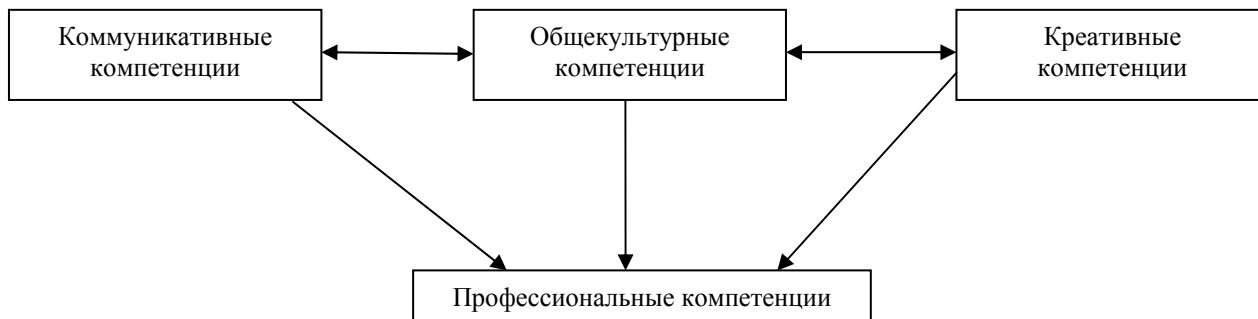 Коммуникативные
компетенции
Общекультурные
компетенции
Креативные
компетенции
Профессиональные компетенции